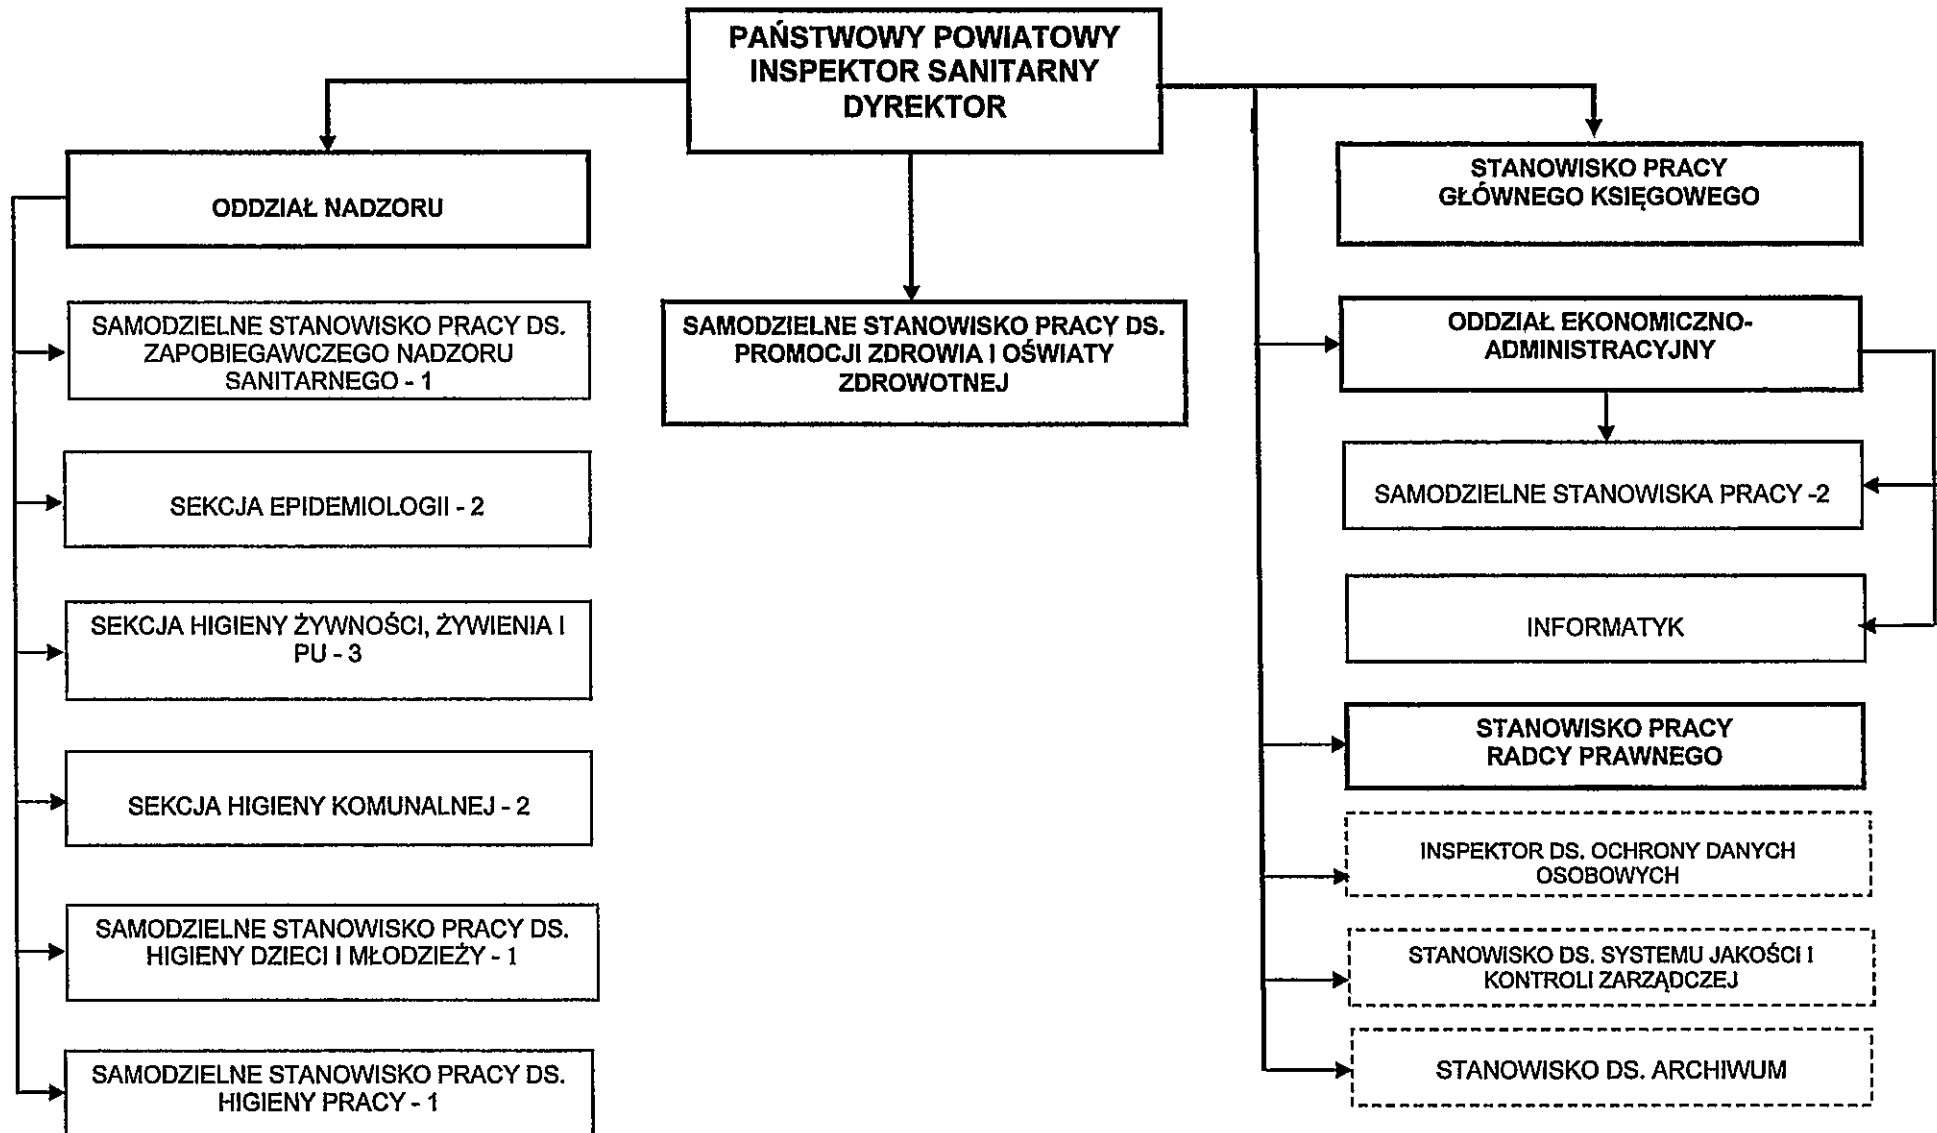 PAŃSTWOWY POWIATOWY
INSPEKTOR SANITARNY
DYREKTOR
ODDZIAŁ NADZORU
SAMODZIELNE STANOWISKO PRACY DS.
ZAPOBIEGAWCZEGO NADZORU
SANITARNEGO - 1
SEKCJA EPIDEMIOLOGII - 2
SEKCJA HIGIENY ŻYWNOŚCI, ŻYWIENIA I
PU - 3
SEKCJA HIGIENY KOMUNALNEJ - 2
SAMODZIELNE STANOWISKO PRACY DS.
HIGIENY DZIECI I MŁODZIEŻY - 1
SAMODZIELNE STANOWISKO PRACY DS.
HIGIENY PRACY - 1
SAMODZIELNE STANOWISKO PRACY DS.
PROMOCJI ZDROWIA I OŚWIATY
ZDROWOTNEJ
STANOWISKO PRACY
GŁÓWNEGO KSIĘGOWEGO
ODDZIAŁ EKONOMICZNO-
ADMINISTRACYJNY
SAMODZIELNE STANOWISKA PRACY -2
INFORMATYK
STANOWISKO PRACY
RADCY PRAWNEGO
INSPEKTOR DS. OCHRONY DANYCH
OSOBOWYCH
STANOWISKO DS. SYSTEMU JAKOŚCI I
KONTROLI ZARZĄDCZEJ
STANOWISKO DS. ARCHIWUM